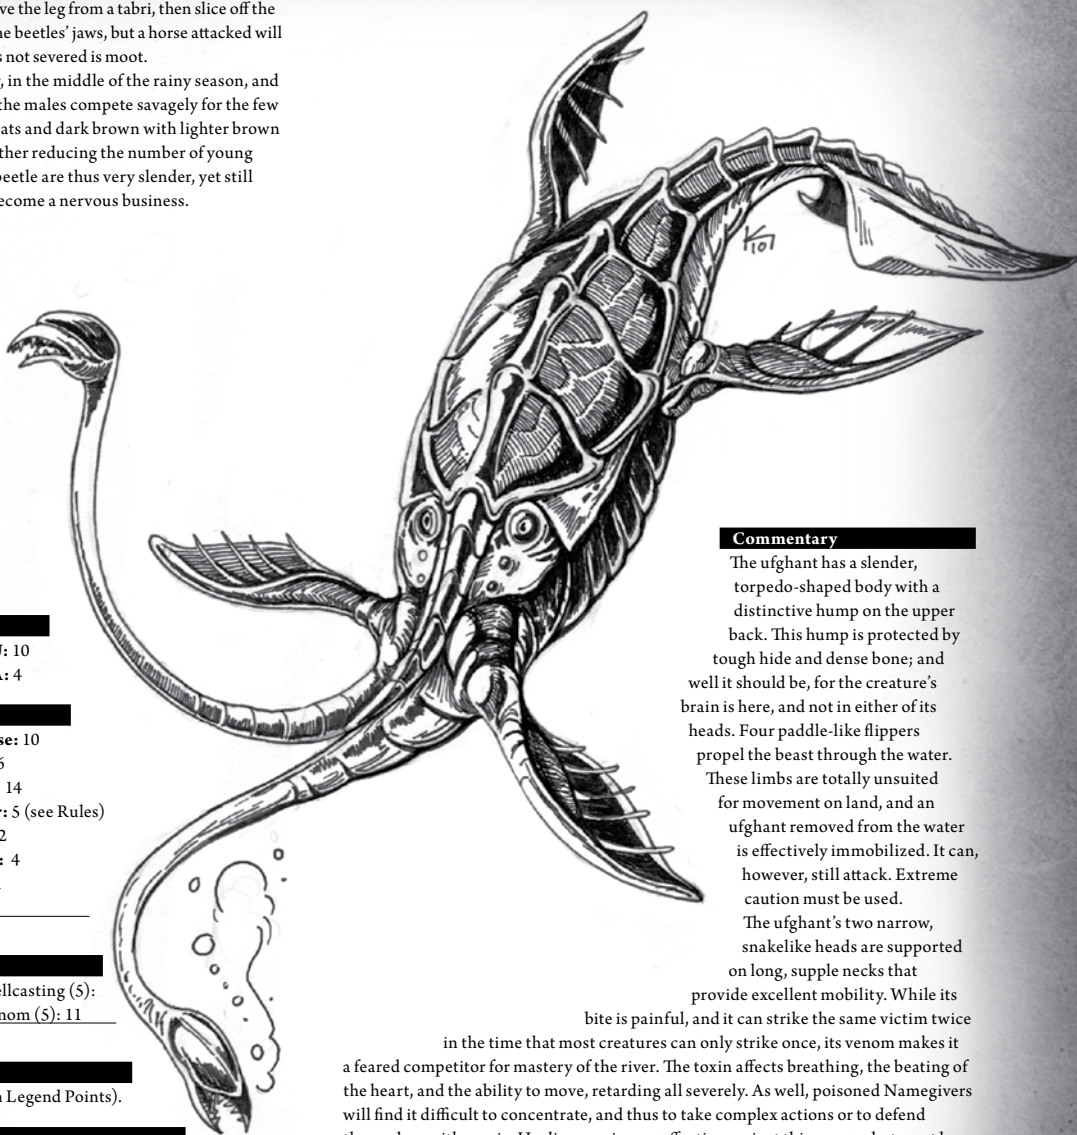 ve the leg from a tabri, then slice off the
he beetles' jaws, but a horse attacked will
s not severed is moot.
, in the middle of the rainy season, and
the males compete savagely for the few
ats and dark brown with lighter brown
ther reducing the number of young
beetle are thus very slender, yet still
ecome a nervous business.
K
107
: 10
: 4
se: 10
14
: 5 (see Rules)
2
: 4
ellcasting (5):
nom (5): 11
Legend Points).
Commentary
The ufghant has a slender,
torpedo-shaped body with a
distinctive hump on the upper
back. This hump is protected by
tough hide and dense bone; and
well it should be, for the creature's
brain is here, and not in either of its
heads. Four paddle-like flippers
propel the beast through the water.
These limbs are totally unsuited
for movement on land, and an
ufghant removed from the water
is effectively immobilized. It can,
however, still attack. Extreme
caution must be used.
The ufghant's two narrow,
snakelike heads are supported
on long, supple necks that
provide excellent mobility. While its
bite is painful, and it can strike the same victim twice
in the time that most creatures can only strike once, its venom makes it
a feared competitor for mastery of the river. The toxin affects breathing, the beating of
the heart, and the ability to move, retarding all severely. As well, poisoned Namegivers
will find it difficult to concentrate, and thus to take complex actions or to defend